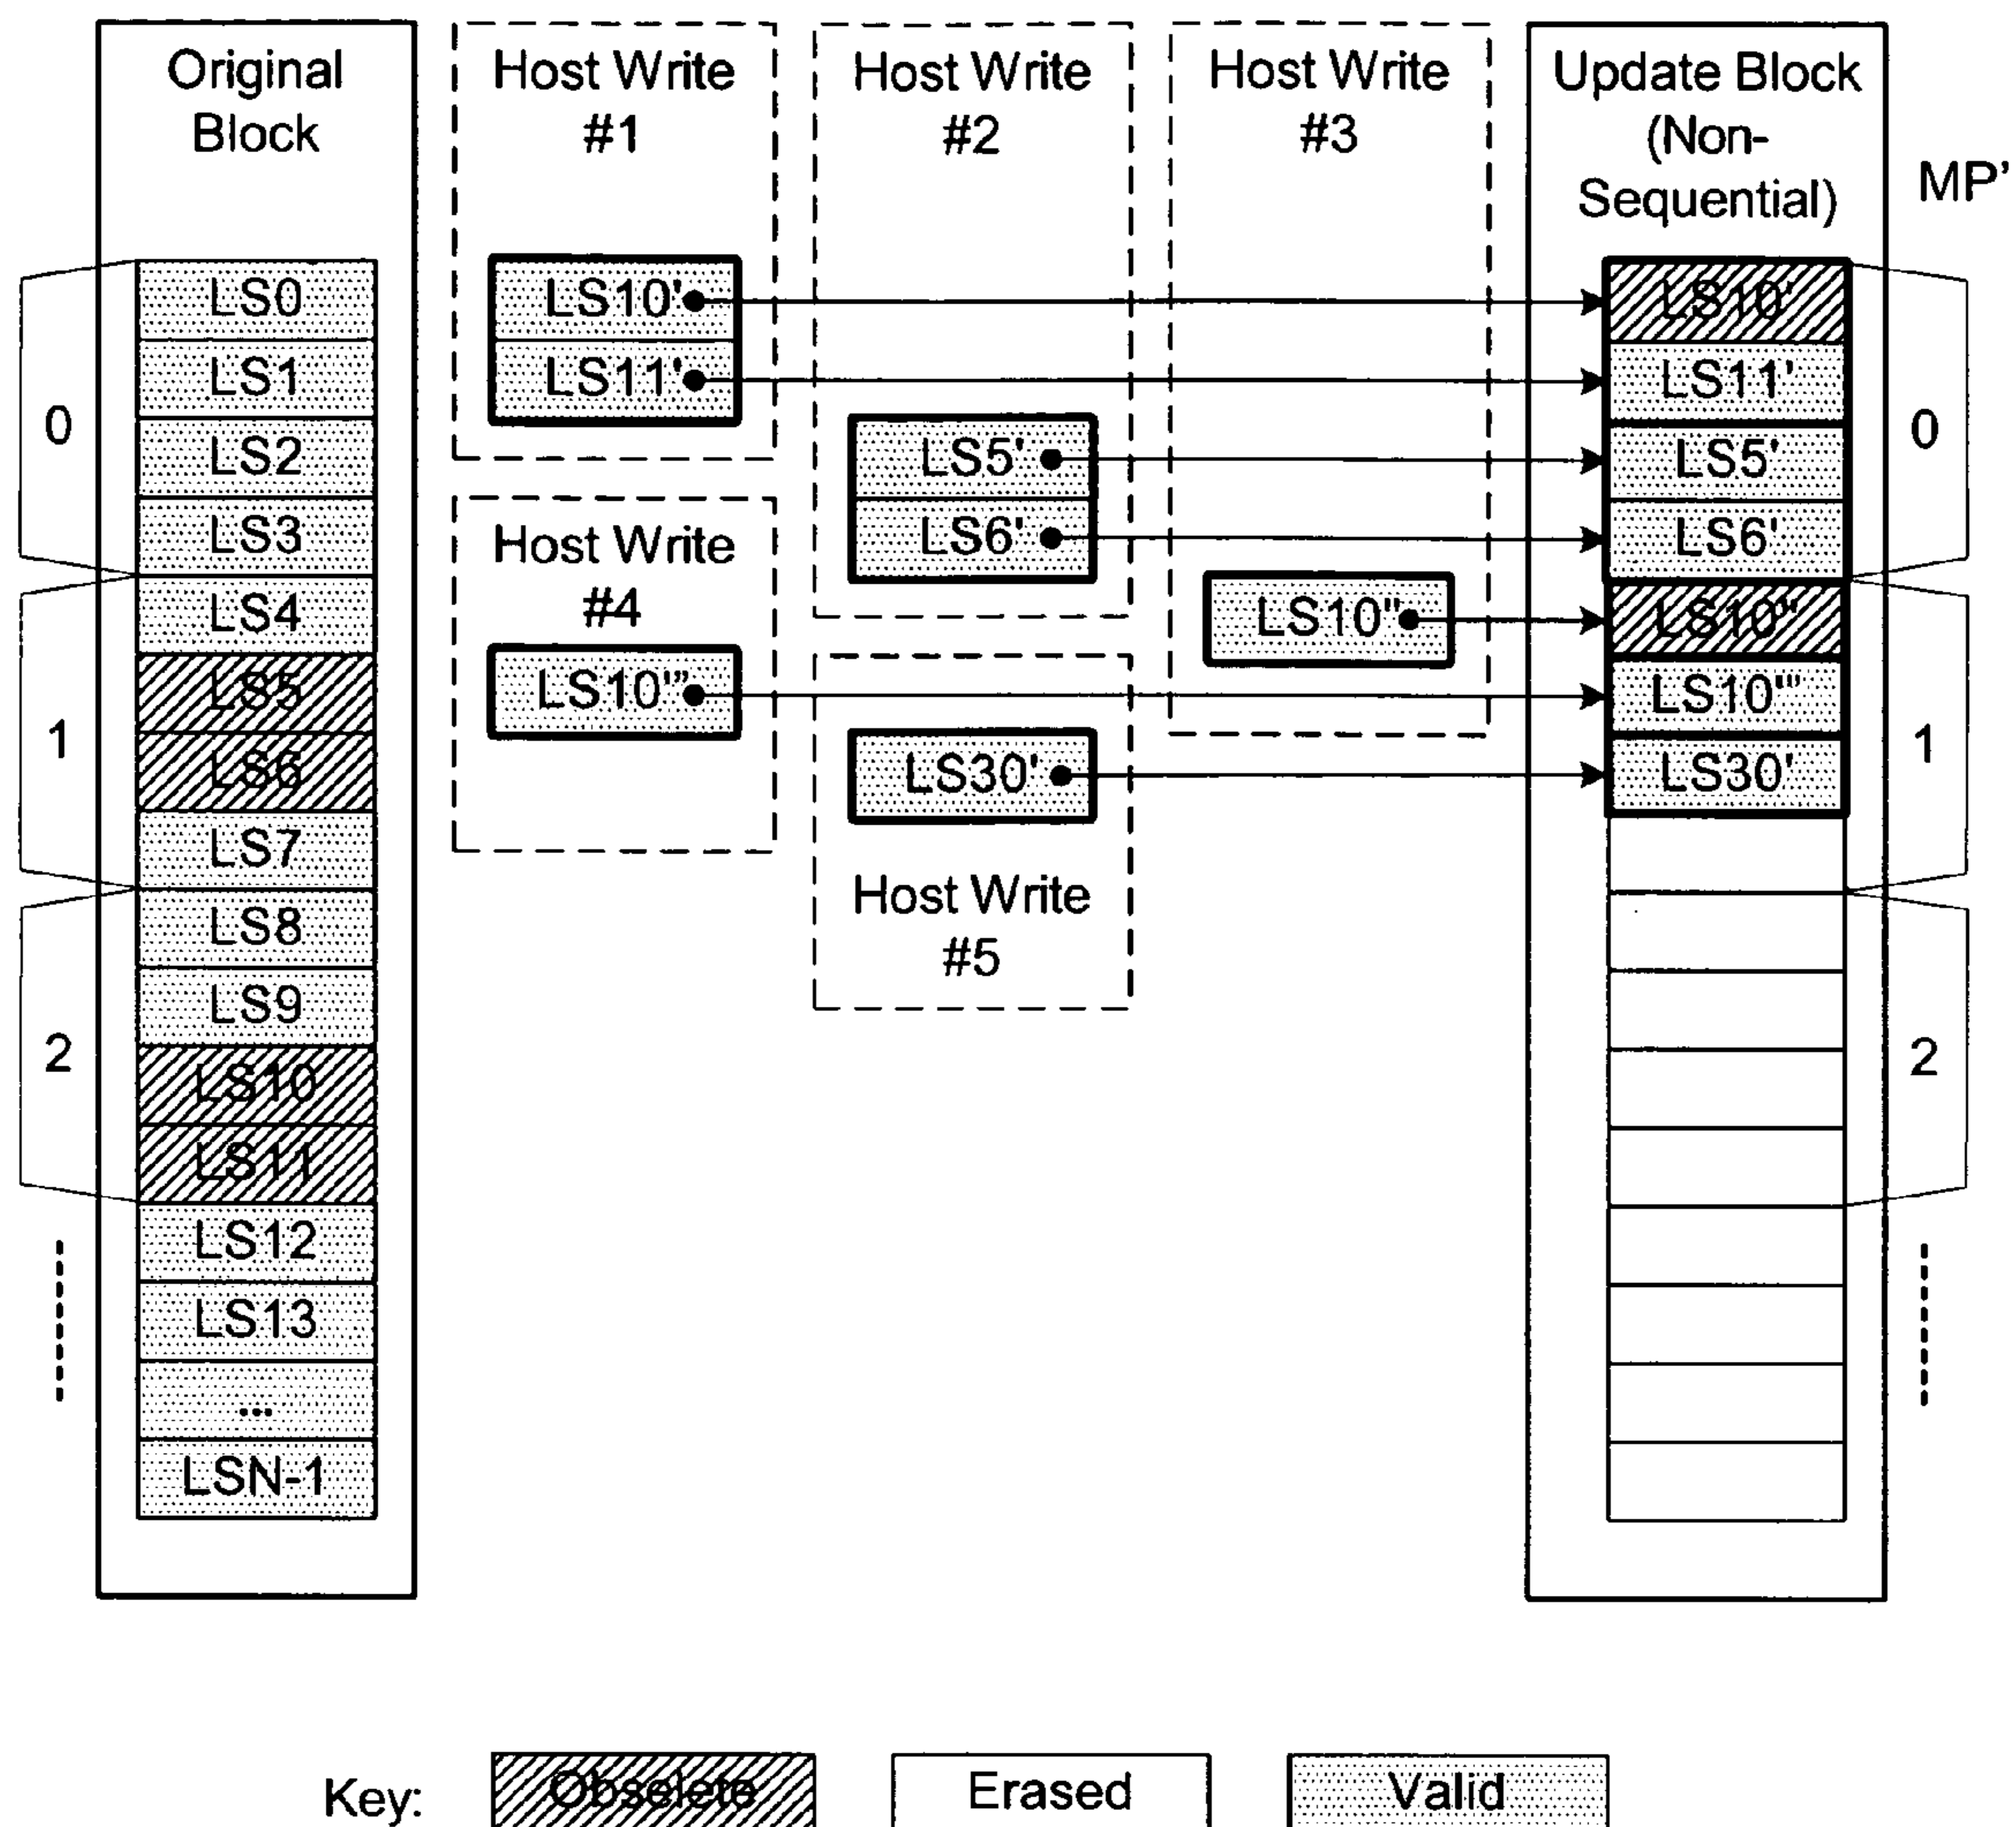 Original
Block
Host Write
#1
Host Write
#2
Host Write
#3
Update Block
(Non-
Sequential)
MP'
0
1
2
LS0
LS1
LS2
LS3
LS4
LS5
LS6
LS7
LS8
LS9
LS10
LS11
LS12
LS13
...
LSN-1
LS10'
LS11'
Host Write
#4
LS10'"
LS5'
LS6'
LS30'
Host Write
#5
LS10"
LS10'
LS11'
LS5'
LS6'
LS10"
LS10'"
LS30'
0
1
2
Key:
Obselete
Erased
Valid